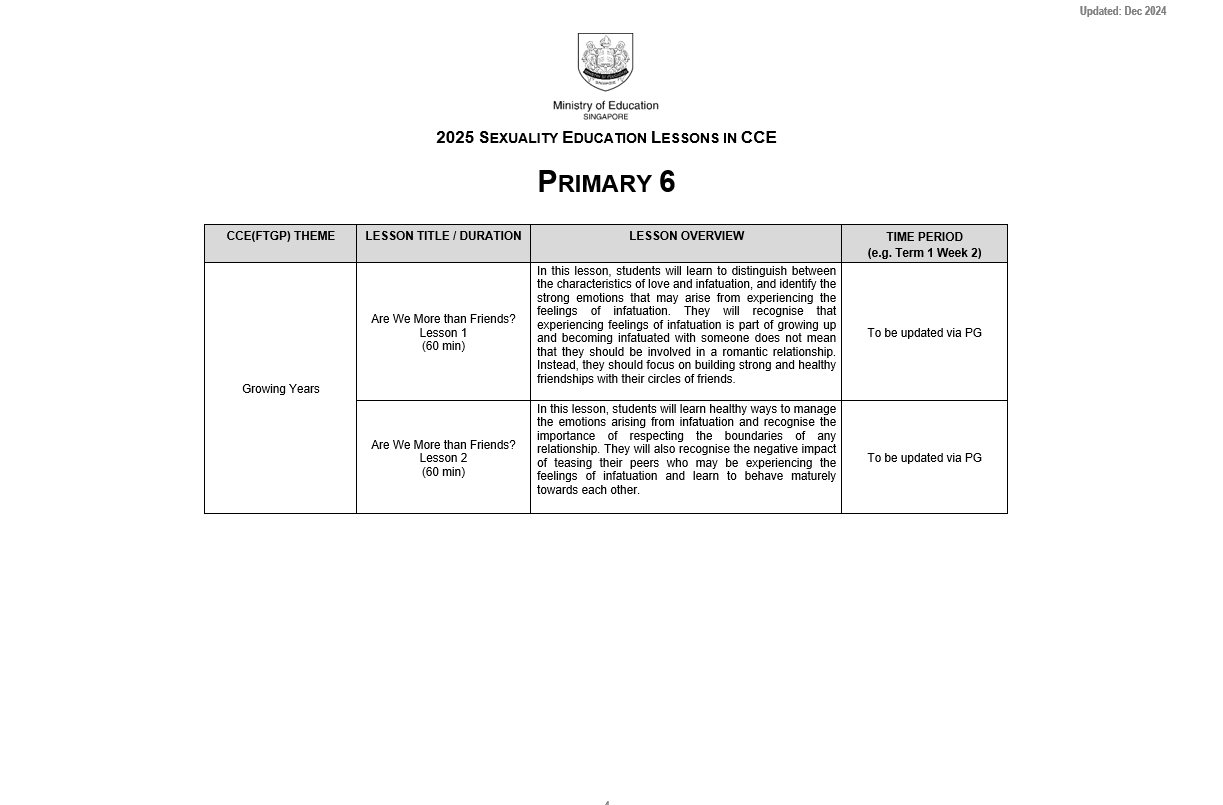 Updated: Dec 2024
Ministry of Education
SINGAPORE
2025 SEXUALITY EDUCATION LESSONS IN CCE
PRIMARY 6
CCE(FTGP) THEME
LESSON TITLE / DURATION
LESSON OVERVIEW
TIME PERIOD
(e.g. Term 1 Week 2)
Growing Years
Are We More than Friends?
Lesson 1
(60 min)
In this lesson, students will learn to distinguish between
the characteristics of love and infatuation, and identify the
strong emotions that may arise from experiencing the
feelings of infatuation. They will recognise that
experiencing feelings of infatuation is part of growing up
and becoming infatuated with someone does not mean
that they should be involved in a romantic relationship.
Instead, they should focus on building strong and healthy
friendships with their circles of friends.
To be updated via PG
Are We More than Friends?
Lesson 2
(60 min)
In this lesson, students will learn healthy ways to manage
the emotions arising from infatuation and recognise the
importance of respecting the boundaries of any
relationship. They will also recognise the negative impact
of teasing their peers who may be experiencing the
feelings of infatuation and learn to behave maturely
towards each other.
To be updated via PG